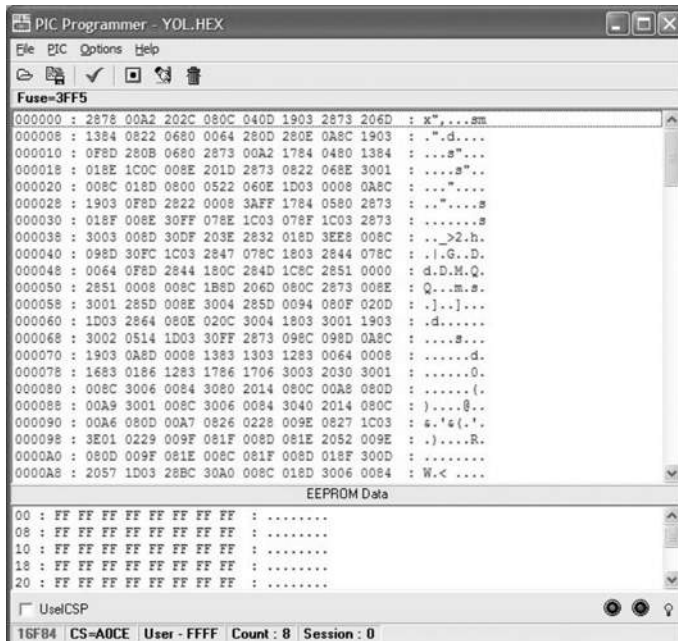 PIC Programmer - YOL.HEX
File PIC Options Help
Fuse=3FF5
000000 : 2878 00A2 202C 080C 040D 1903 2873 206D : x",...sm
000008 : 1384 0822 0680 0064 280D 280E 0A8C 1903 : .".d....
000010 : 0F8D 280B 0680 2873 00A2 1784 0480 1384 : ...s"...
000018 : 018E 1C0C 008E 201D 2873 0822 068E 3001 : ....s"..
000020 : 008C 018D 0800 0522 060E 1D03 0008 0A8C : ..."....
000028 : 1903 0F8D 2822 0008 3AFF 1784 0580 2873 : .."....s
000030 : 018F 008E 30FF 078E 1C03 078F 1C03 2873 : .......s
000038 : 3003 008D 30DF 203E 2832 018D 3EE8 008C : .._>2.h.
000040 : 098D 30FC 1C03 2847 078C 1803 2844 078C : .|.G..D.
000048 : 0064 0F8D 2844 180C 284D 1C8C 2851 0000 : d.D.M.Q.
000050 : 2851 0008 008C 1B8D 206D 080C 2873 008E : Q...m.s.
000058 : 3001 285D 008E 3004 285D 0094 080F 020D : .]..]...
000060 : 1D03 2864 080E 020C 3004 1803 3001 1903 : .d......
000068 : 3002 0514 1D03 30FF 2873 098C 098D 0A8C : ....s...
000070 : 1903 0A8D 0008 1383 1303 1283 0064 0008 : ......d.
000078 : 1683 0186 1283 1786 1706 3003 2030 3001 : ......0.
000080 : 008C 3006 0084 3080 2014 080C 00A8 080D : ......(.
000088 : 00A9 3001 008C 3006 0084 3040 2014 080C : )....@..
000090 : 00A6 080D 00A7 0826 0228 009E 0827 1C03 : &.'&(.'.
000098 : 3E01 0229 009F 081F 008D 081E 2052 009E : .)....R.
0000A0 : 080D 009F 081E 008C 081F 008D 018F 300D : ........
0000A8 : 2057 1D03 28BC 30A0 008C 018D 3006 0084 : W.< ....
EEPROM Data
00 : FF FF FF FF FF FF FF FF : ........
08 : FF FF FF FF FF FF FF FF : ........
10 : FF FF FF FF FF FF FF FF : ........
18 : FF FF FF FF FF FF FF FF : ........
20 : FF FF FF FF FF FF FF FF : ........
UseICSP
16F84 CS=A0CE User - FFFF Count : 8 Session : 0